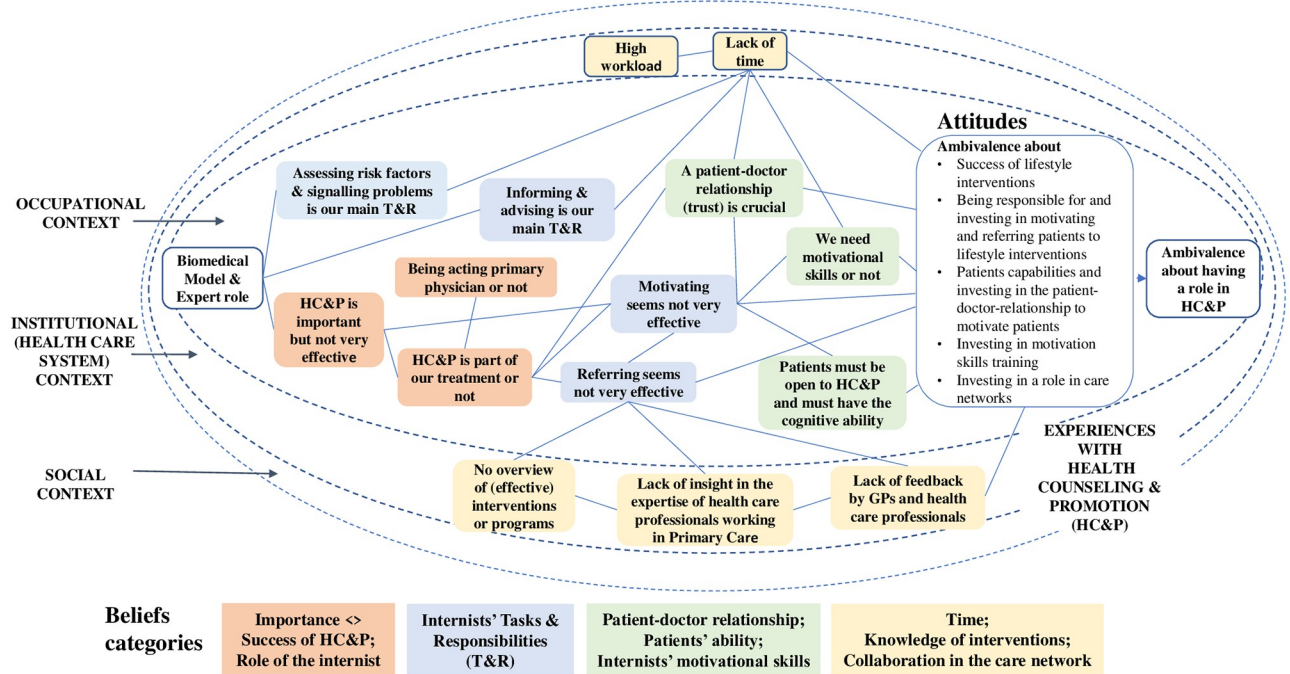 High
workload
Lack of
time
Attitudes
Ambivalence about
• Success of lifestyle
interventions
• Being responsible for and
investing in motivating
and referring patients to
lifestyle interventions
• Patients capabilities and
investing in the patient-
doctor-relationship to
motivate patients
• Investing in motivation
skills training
• Investing in a role in care
networks
Assessing risk factors
& signalling problems
is our main T&R
Informing &
advising is our
main T&R
A patient-doctor
relationship
(trust) is crucial
We need
motivational
skills or not
OCCUPATIONAL
CONTEXT
Biomedical
Model &
Expert role
Being acting primary
physician or not
Motivating
seems not very
effective
Ambivalence
about having
a role in
HC&P
HC&P is
important
but not very
effective
INSTITUTIONAL
(HEALTH CARE
SYSTEM)
CONTEXT
HC&P is part of
our treatment or
not
Referring seems
not very effective
Patients must be
open to HC&P
and must have the
cognitive ability
EXPERIENCES
WITH
HEALTH
COUNSELING &
PROMOTION
(HC&P)
SOCIAL
CONTEXT
No overview
of (effective)
interventions
or programs
Lack of insight in the
expertise of health care
professionals working
in Primary Care
Lack of feedback
by GPs and health
care professionals
Beliefs
categories
Importance <>
Success of HC&P;
Role of the internist
Internists' Tasks &
Responsibilities
(T&R)
Patient-doctor relationship;
Patients' ability;
Internists' motivational skills
Time;
Knowledge of interventions;
Collaboration in the care network